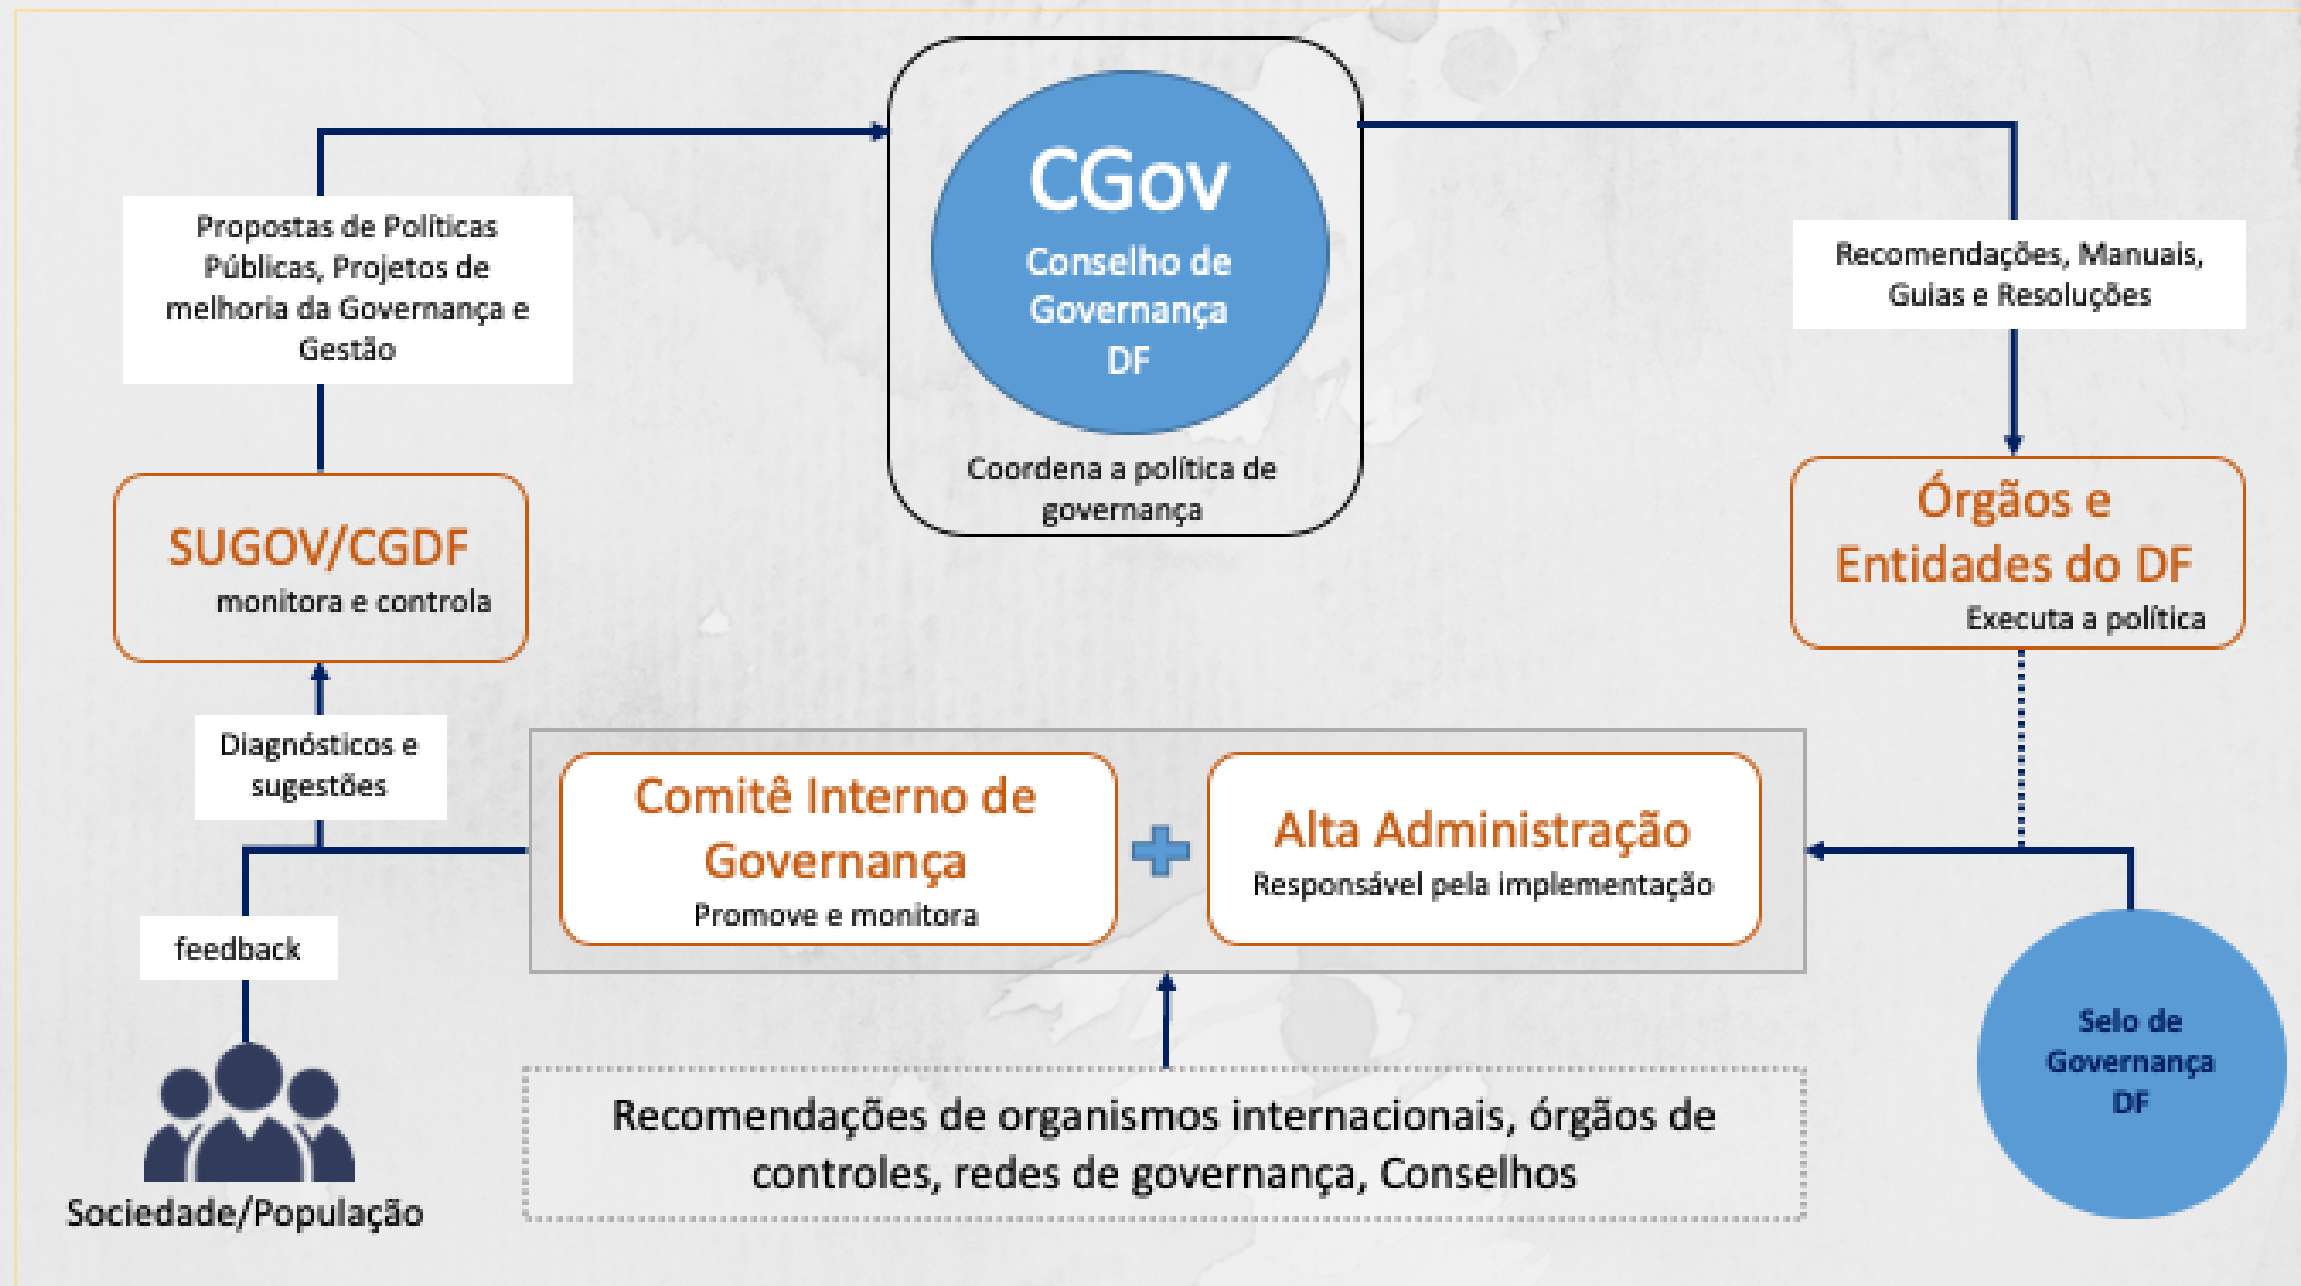 CGov
Conselho de
Governança
DF
Coordena a política de
governança
Propostas de Políticas
Públicas, Projetos de
melhoria da Governança e
Gestão
Recomendações, Manuais,
Guias e Resoluções
SUGOV/CGDF
monitora e controla
Órgãos e
Entidades do DF
Executa a política
Diagnósticos e
sugestões
Comitê Interno de
Governança
Promove e monitora
Alta Administração
Responsável pela implementação
feedback
Sociedade/População
Recomendações de organismos internacionais, órgãos de
controles, redes de governança, Conselhos
Selo de
Governança
DF